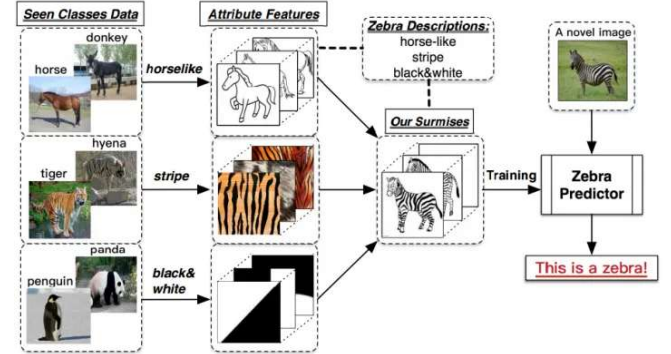 Seen Classes Data
donkey
horse
hyena
tiger
panda
penguin
horselike
stripe
black&
white
Attribute Features
Zebra Descriptions:
horse-like
stripe
black&white
Our Surmises
Training
A novel image
Zebra
Predictor
This is a zebra!